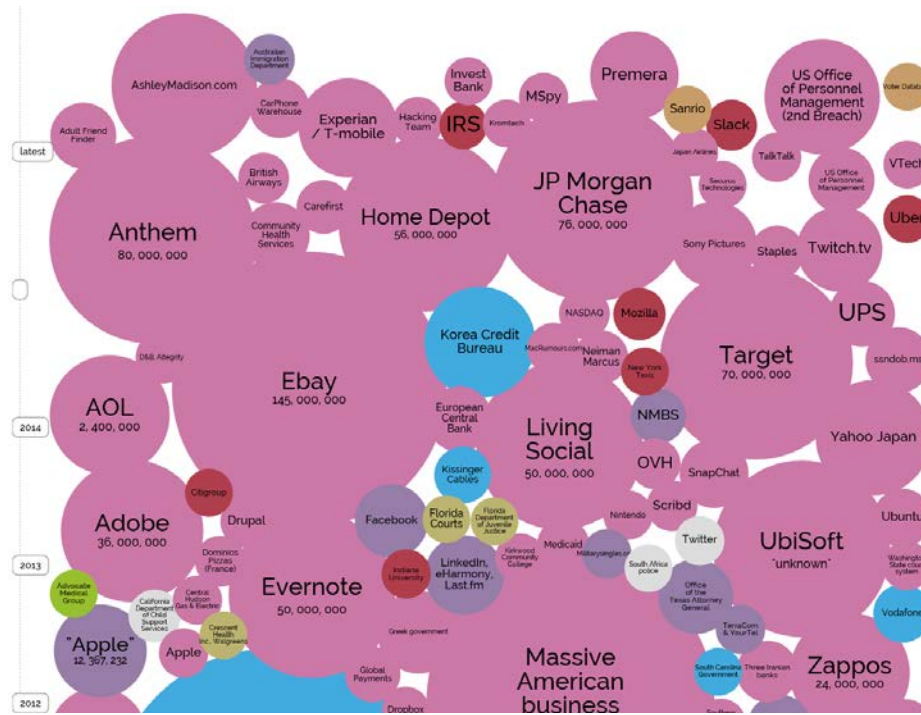 Australian
Immigration
Department
AshleyMadison.com
Invest
Bank
Premera
US Office
of Personnel
Management
(2nd Breach)
MSpy
CarPhone
Warehouse
Sanrio
Adult Friend
Finder
Experian
/ T-mobile
Hacking
Team
IRS
Kromtech
Slack
latest
Japan Airlines
TalkTalk
VTech
British
Airways
JP Morgan
Chase
76, 000, 000
Securus
Technologies
US Office
of Personnel
Management
Carefirst
Home Depot
56, 000, 000
Uber
Anthem
80, 000, 000
Community
Health
Services
Sony Pictures
Staples
Twitch.tv
NASDAQ
Mozilla
UPS
Korea Credit
Bureau
MacRumours.com
Neiman
Marcus
Target
70, 000, 000
D&B, Altegrity
New York
Taxis
Ebay
145, 000, 000
AOL
2, 400, 000
European
Central
Bank
NMBS
2014
Living
Social
50, 000, 000
Yahoo Japan
Kissinger
Cables
OVH
SnapChat
Citigroup
Scribd
Adobe
36, 000, 000
Drupal
Facebook
Florida
Courts
Florida
Department
of Juvenile
Justice
Nintendo
Ubuntu
Twitter
UbiSoft
"unknown"
Dominios
Pizzas
(France)
Kirkwood
Community
College
Medicaid
2013
Indiana
University
LinkedIn,
eHarmony,
Last.fm
South Africa
police
Evernote
50, 000, 000
Advocate
Medical
Group
California
Department
of Child
Support
Services
Central
Hudson
Gas & Electric
Office
of the
Texas Attorney
General
Vodafone
Crescent
Health
Inc., Walgreens
Greek government
TerraCom
& YourTel
"Apple"
12, 367, 232
Apple
Global
Payments
Massive
American
business
South Carolina
Government
Three Iranian
banks
Zappos
24, 000, 000
2012
Dropbox